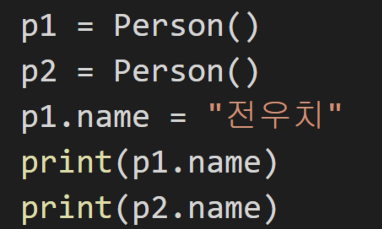 p1 = Person()
p2 = Person()
p1.name = "전우치"
print(p1.name)
print(p2.name)